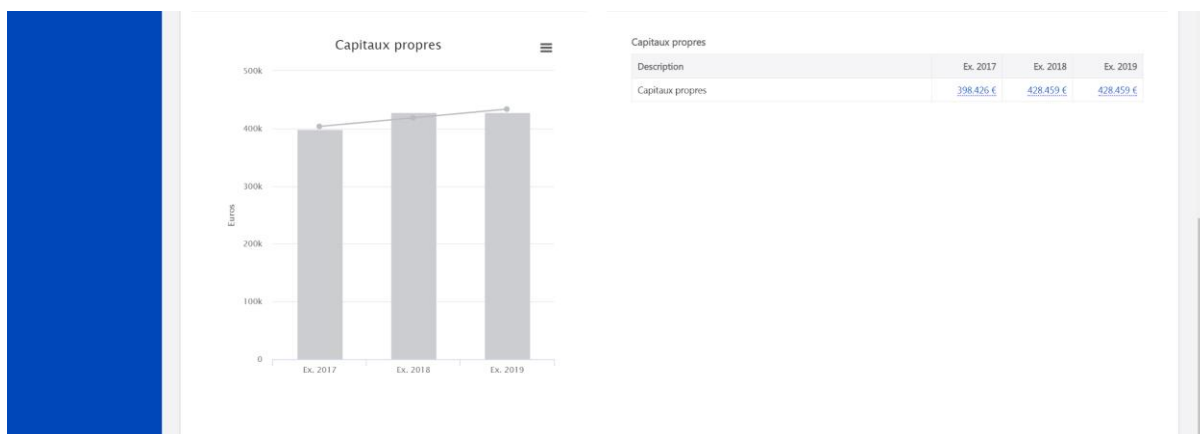 Capitaux propres
500k
400k
300k
200k
100k
0
Euros
Ex. 2017 Ex. 2018 Ex. 2019
Capitaux propres
Description Ex. 2017 Ex. 2018 Ex. 2019
Capitaux propres 398.426 € 428.459 € 428.459 €